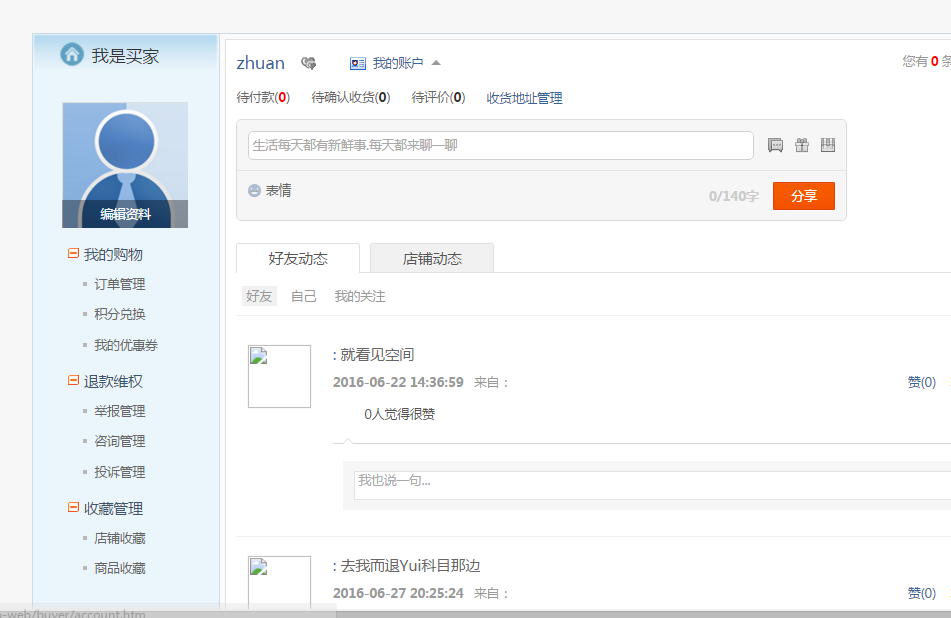 我是买家
编辑资料
我的购物
订单管理
积分兑换
我的优惠券
退款维权
举报管理
咨询管理
投诉管理
收藏管理
店铺收藏
商品收藏
zhuan 我的账户 您有 0 条
待付款(0) 待确认收货(0) 待评价(0) 收货地址管理
生活每天都有新鲜事,每天都来聊一聊
表情 0/140字 分享
好友动态 店铺动态
好友 自己 我的关注
: 就看见空间
2016-06-22 14:36:59 来自 : 赞(0)
0人觉得很赞
我也说一句...
: 去我而退Yui科目那边
2016-06-27 20:25:24 来自 : 赞(0)
-web/buyer/account.htm